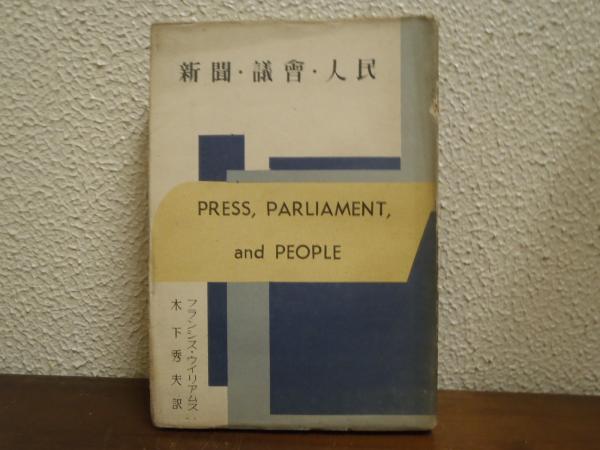 新聞・議會・人民
PRESS, PARLIAMENT,
and PEOPLE
フランシス・ウイリアムズ
木下秀夫訳